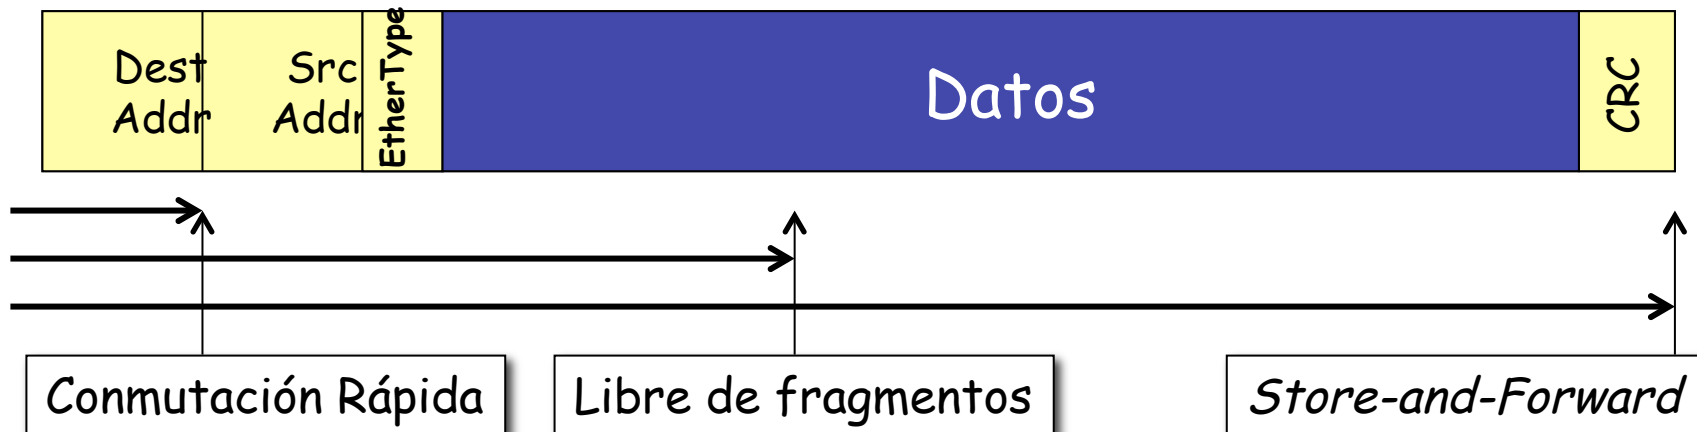 Dest
Addr
Src
Addr
EtherType
Datos
CRC
Conmutación Rápida
Libre de fragmentos
Store-and-Forward